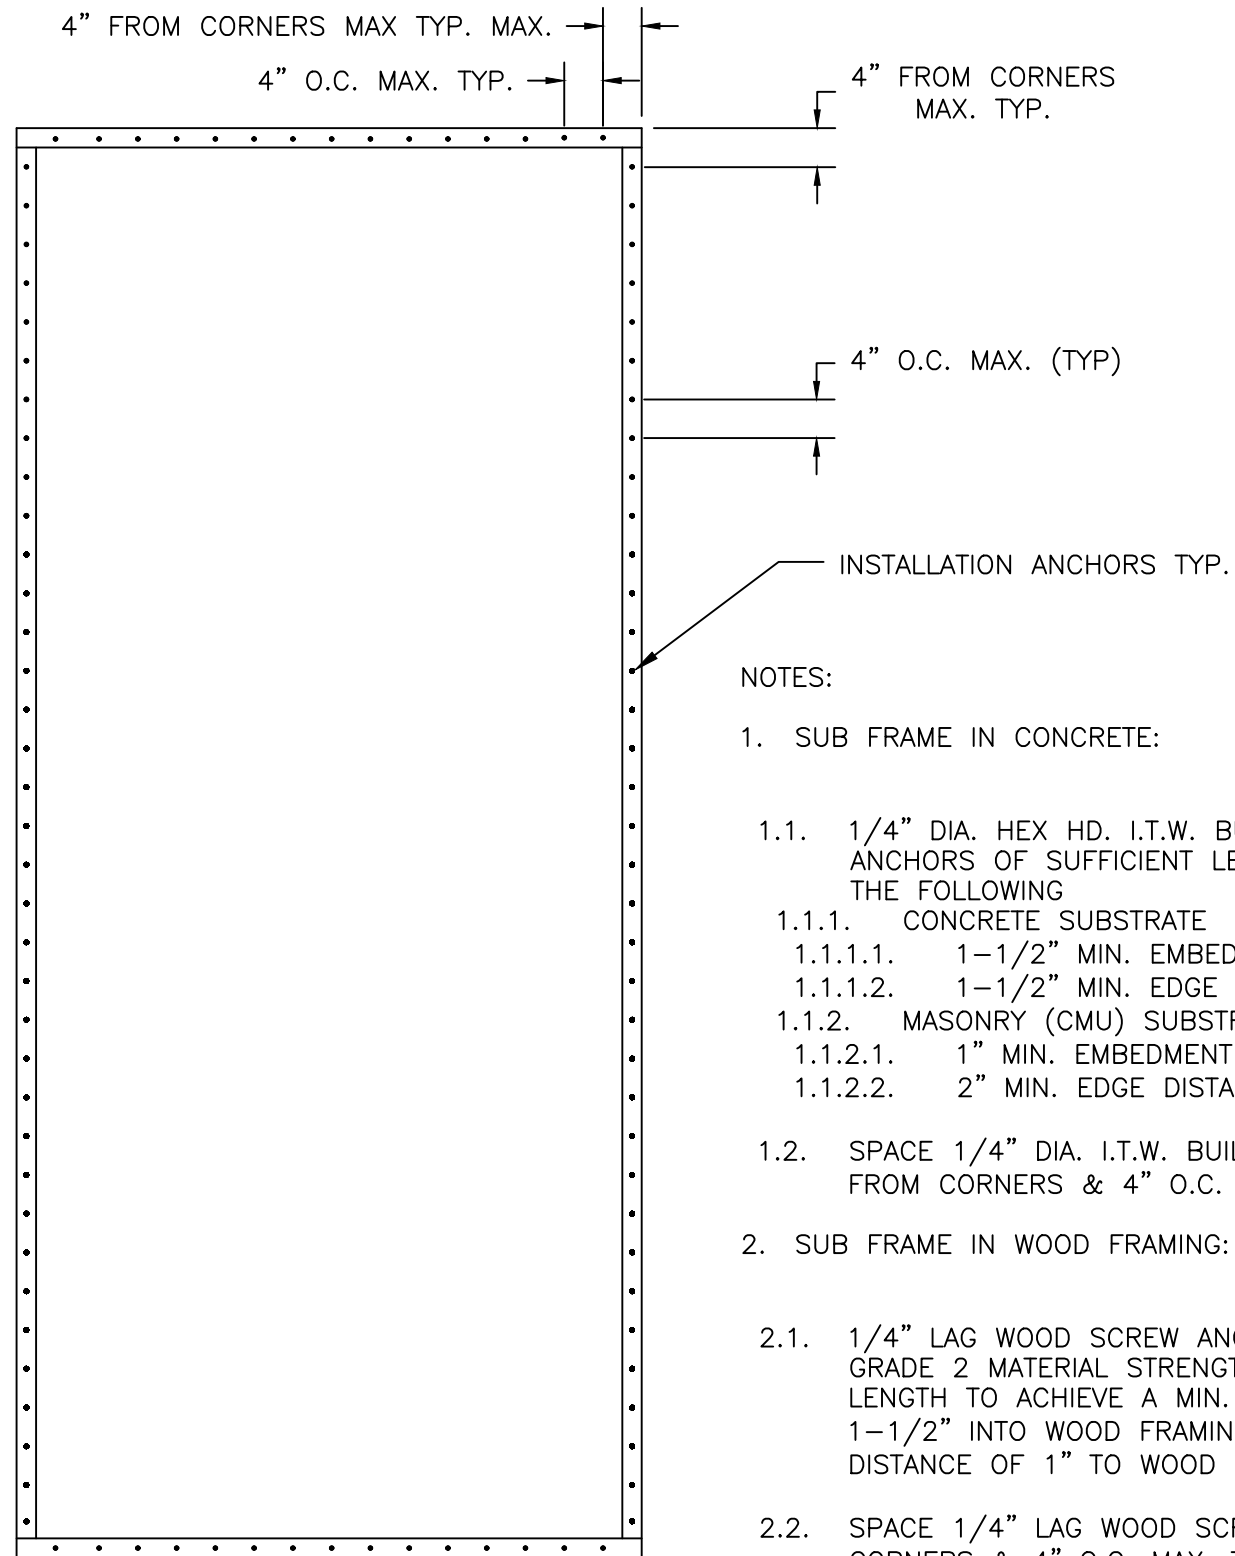 4” FROM CORNERS MAX TYP. MAX.
4” O.C. MAX. TYP.
4” FROM CORNERS
MAX. TYP.
4” O.C. MAX. (TYP)
INSTALLATION ANCHORS TYP.
NOTES:
1. SUB FRAME IN CONCRETE:
1.1. 1/4” DIA. HEX HD. I.T.W.
ANCHORS OF SUFFICIENT
THE FOLLOWING
1.1.1. CONCRETE SUBSTRATE
1.1.1.1. 1-1/2” MIN.
1.1.1.2. 1-1/2” MIN. EDGE
1.1.2. MASONRY (CMU)
1.1.2.1. 1” MIN. EMBEDMENT
1.1.2.2. 2” MIN. EDGE
1.2. SPACE 1/4” DIA. I.T.W.
FROM CORNERS & 4” O.C.
2. SUB FRAME IN WOOD FRAMING:
2.1. 1/4” LAG WOOD SCREW
GRADE 2 MATERIAL
LENGTH TO ACHIEVE A MIN.
1-1/2” INTO WOOD
DISTANCE OF 1” TO WOOD
2.2. SPACE 1/4” LAG WOOD
CORNERS & 4” O.C. MAX.